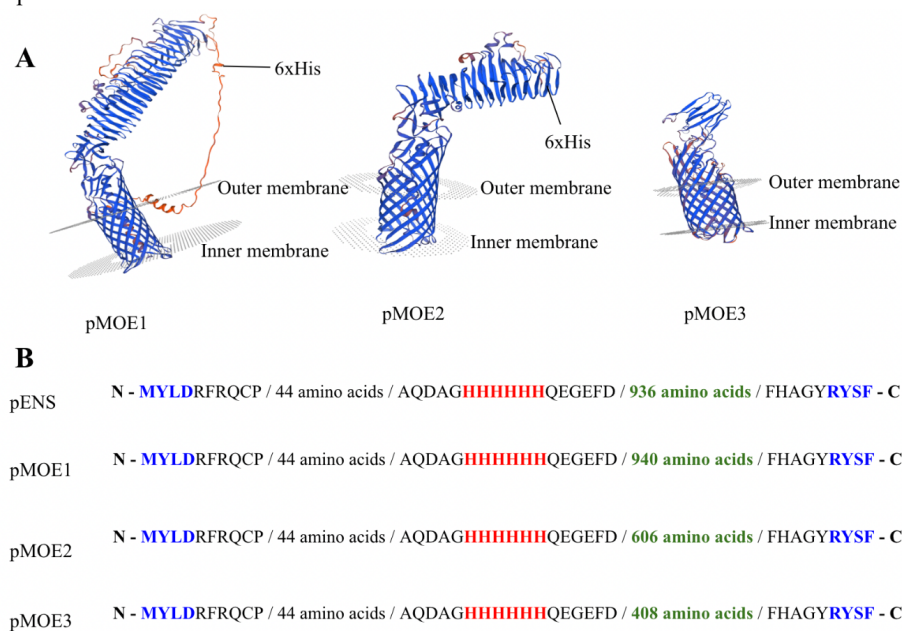 A
6xHis
6xHis
Outer membrane
Outer membrane
Outer membrane
Inner membrane
Inner membrane
Inner membrane
pMOE1
pMOE2
pMOE3
B
pENS N - MYLDRFRQCP / 44 amino acids / AQDAGHHHHHHQEGEFD / 936 amino acids / FHAGYRYSF - C
pMOE1 N - MYLDRFRQCP / 44 amino acids / AQDAGHHHHHHQEGEFD / 940 amino acids / FHAGYRYSF - C
pMOE2 N - MYLDRFRQCP / 44 amino acids / AQDAGHHHHHHQEGEFD / 606 amino acids / FHAGYRYSF - C
pMOE3 N - MYLDRFRQCP / 44 amino acids / AQDAGHHHHHHQEGEFD / 408 amino acids / FHAGYRYSF - C